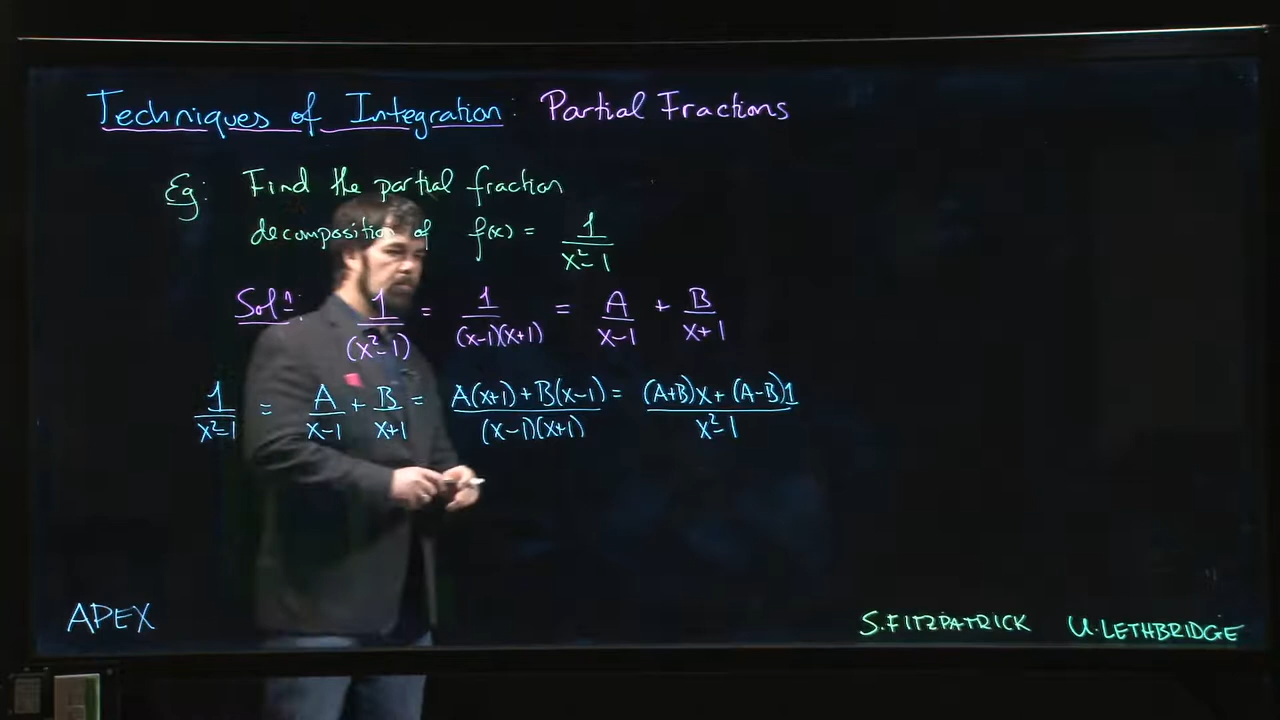 Techniques of Integration: Partial Fractions
Eg: Find the partial fraction
decomposition of f(x) = 1/(x²-1)
Solⁿ: 1/(x²-1) = 1/((x-1)(x+1)) = A/(x-1) + B/(x+1)
1/(x²-1) = A/(x-1) + B/(x+1) = (A(x+1) + B(x-1))/((x-1)(x+1)) = ((A+B)x + (A-B)1)/(x²-1)
APEX
S.FITZPATRICK U.LETHBRIDGE